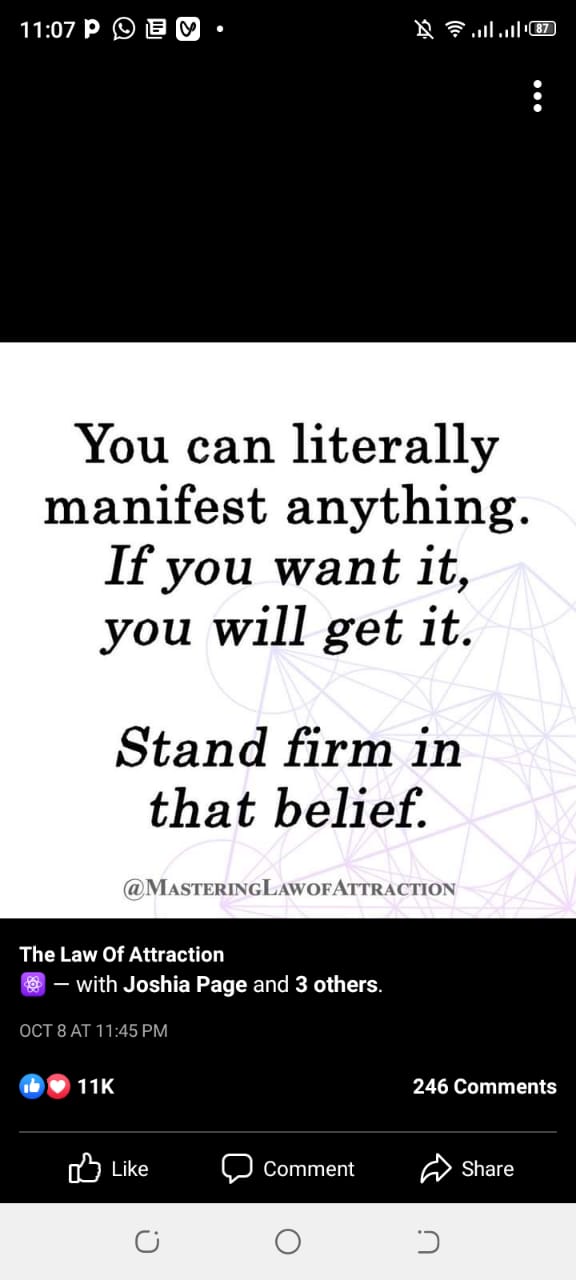 11:07
87
You can literally
manifest anything.
If you want it,
you will get it.
Stand firm in
that belief.
@MasteringLawofAttraction
The Law Of Attraction
— with Joshia Page and 3 others.
OCT 8 AT 11:45 PM
11K 246 Comments
Like Comment Share